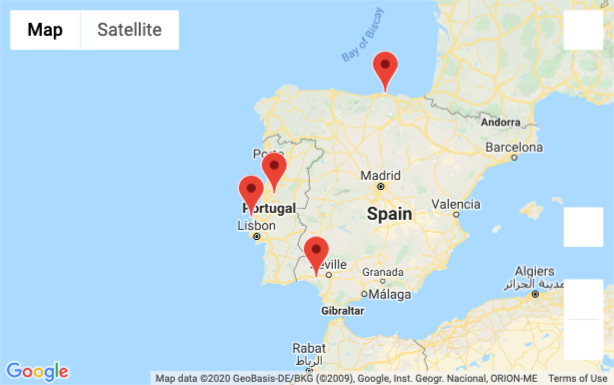 Map
Satellite
Bay of Biscay
Andorra
Barcelona
Madrid
Portugal
Spain
Valencia
Lisbon
Seville
Granada
Algiers
مدينة الجزائر
Málaga
Gibraltar
Rabat
الرباط
Google
Map data ©2020 GeoBasis-DE/BKG (©2009), Google, Inst. Geogr. Nacional, ORION-ME
Terms of Use